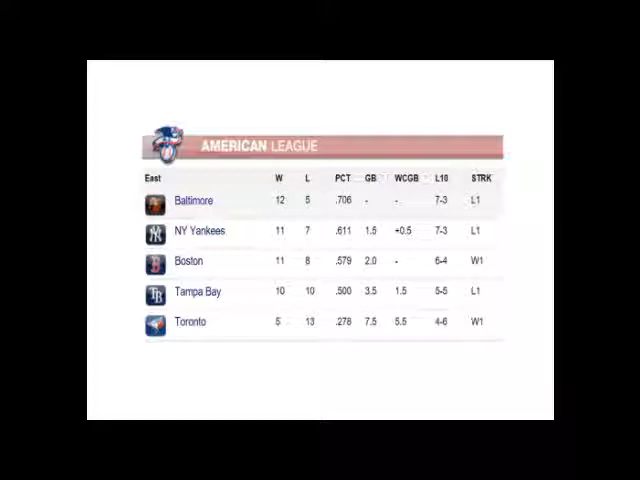 AMERICAN LEAGUE
East W L PCT GB WCGB L10 STRK
Baltimore 12 5 .706 - - 7-3 L1
NY Yankees 11 7 .611 1.5 +0.5 7-3 L1
Boston 11 8 .579 2.0 - 6-4 W1
TB Tampa Bay 10 10 .500 3.5 1.5 5-5 L1
Toronto 5 13 .278 7.5 5.5 4-6 W1